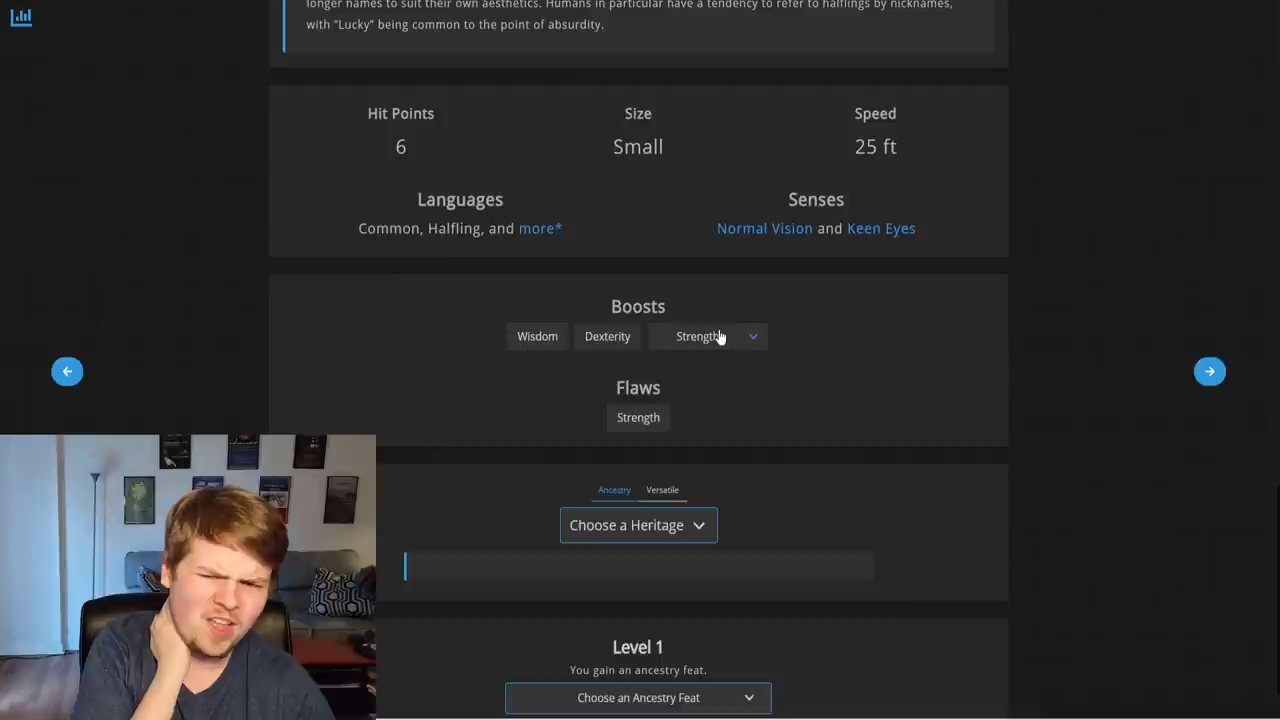 longer names to suit their own aesthetics. Humans in particular have a tendency to refer to halflings by nicknames,
with “Lucky” being common to the point of absurdity.
Hit Points
6
Size
Small
Speed
25 ft
Languages
Common, Halfling, and more*
Senses
Normal Vision and Keen Eyes
Boosts
Wisdom
Dexterity
Strength
Flaws
Strength
Ancestry
Versatile
Choose a Heritage
Level 1
You gain an ancestry feat.
Choose an Ancestry Feat